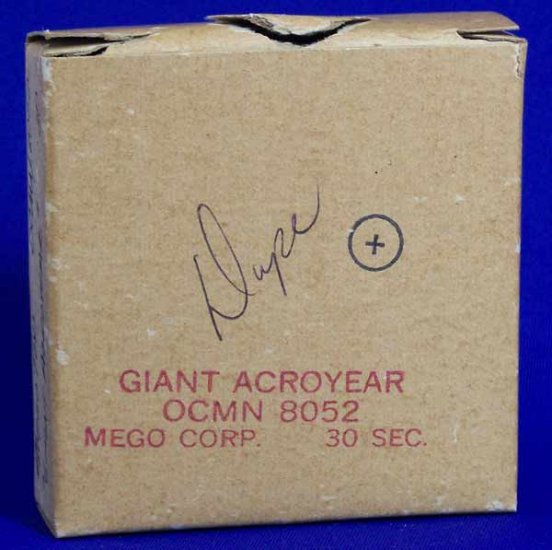 Dupe
GIANT ACROYEAR
OCMN 8052
MEGO CORP. 30 SEC.